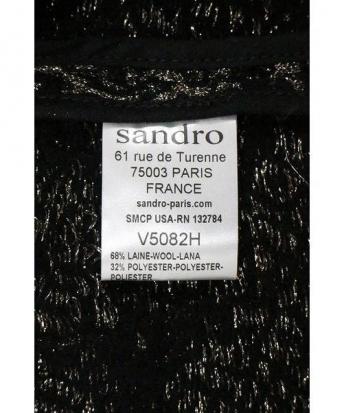 sandro
61 rue de Turenne
75003 PARIS
FRANCE
sandro-paris.com
SMCP USA-RN 132784
V5082H
68% LAINE-WOOL-LANA
32% POLYESTER-POLYESTER-
POLIESTER